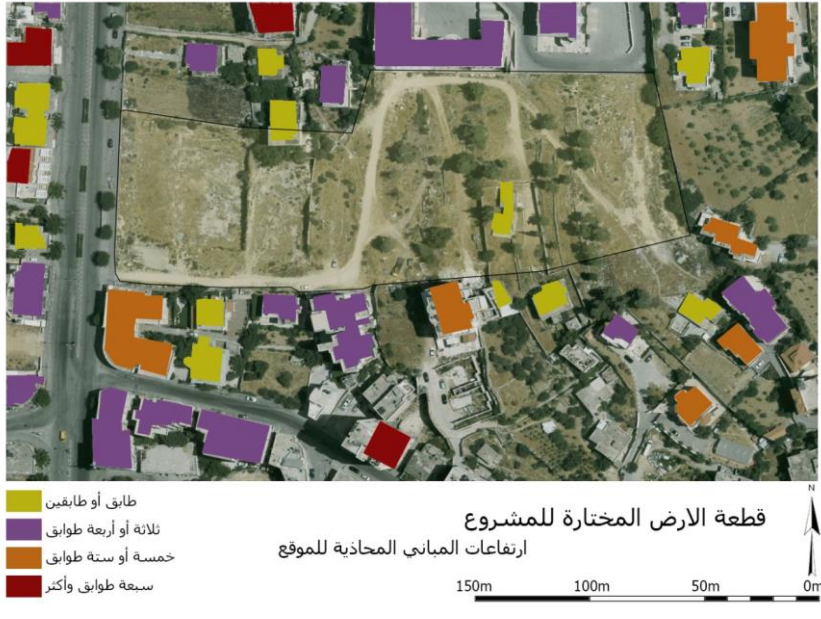 طابق أو طابقين
ثلاثة أو أربعة طوابق
خمسة أو ستة طوابق
سبعة طوابق وأكثر
قطعة الارض المختارة للمشروع
ارتفاعات المباني المحاذية للموقع
N
150m 100m 50m 0m